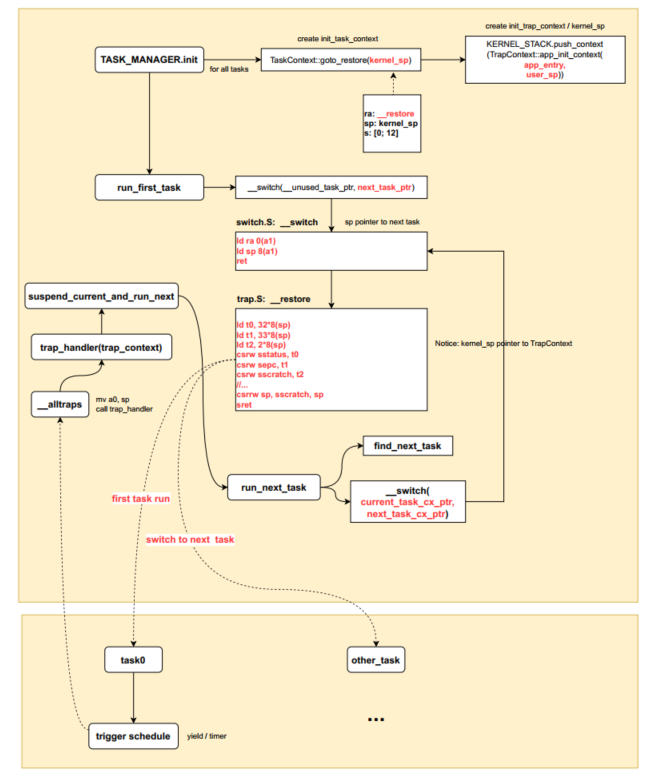 create init_trap_context / kernel_sp
create init_task_context
TASK_MANAGER.init
for all tasks
TaskContext::goto_restore(kernel_sp)
KERNEL_STACK.push_context
(TrapContext::app_init_context(
app_entry,
user_sp))
ra: __restore
sp: kernel_sp
s: [0; 12]
run_first_task
__switch(__unused_task_ptr, next_task_ptr)
switch.S: __switch
sp pointer to next task
ld ra 0(a1)
ld sp 8(a1)
ret
suspend_current_and_run_next
trap.S: __restore
ld t0, 32*8(sp)
ld t1, 33*8(sp)
ld t2, 2*8(sp)
csrw sstatus, t0
csrw sepc, t1
csrw sscratch, t2
//...
csrrw sp, sscratch, sp
sret
trap_handler(trap_context)
Notice: kernel_sp pointer to TrapContext
__alltraps
mv a0, sp
call trap_handler
find_next_task
run_next_task
__switch(
current_task_cx_ptr,
next_task_cx_ptr)
first task run
switch to next task
task0
other_task
trigger schedule
yield / timer
...